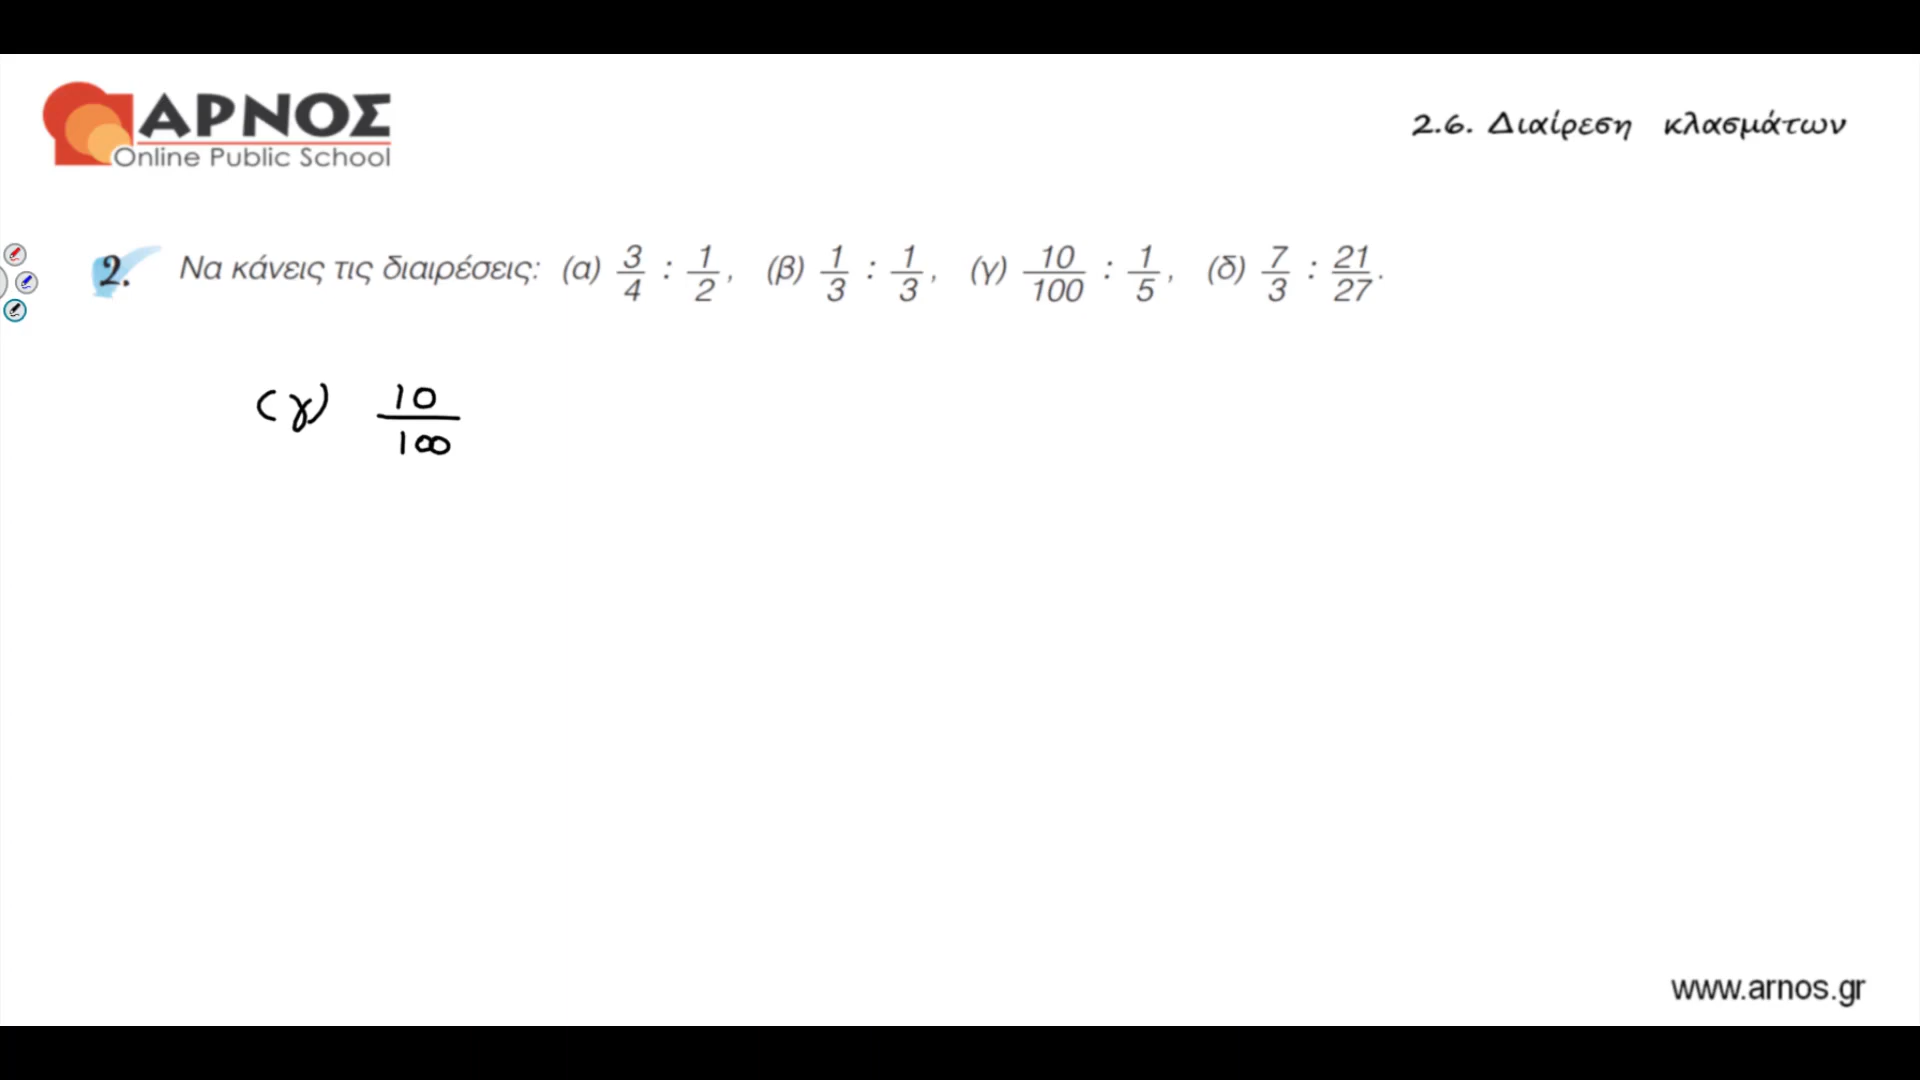 ΑΡΝΟΣ
Online Public School
2.6. Διαίρεση κλασμάτων
2. Να κάνεις τις διαιρέσεις: (α) 3/4 : 1/2, (β) 1/3 : 1/3, (γ) 10/100 : 1/5, (δ) 7/3 : 21/27.
(γ) 10/100
www.arnos.gr